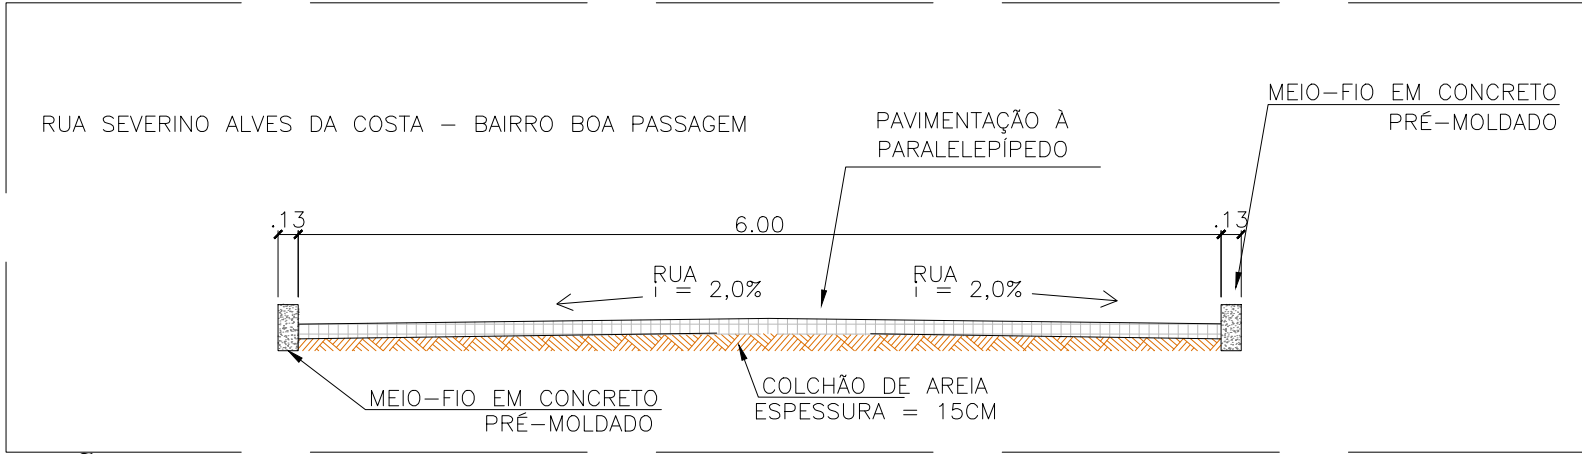 MEIO-FIO EM CONCRETO
PRÉ-MOLDADO
RUA SEVERINO ALVES DA COSTA - BAIRRO BOA PASSAGEM
PAVIMENTAÇÃO À
PARALELEPÍPEDO
.13
6.00
.13
RUA
i = 2,0%
RUA
i = 2,0%
MEIO-FIO EM CONCRETO
PRÉ-MOLDADO
COLCHÃO DE AREIA
ESPESSURA = 15CM